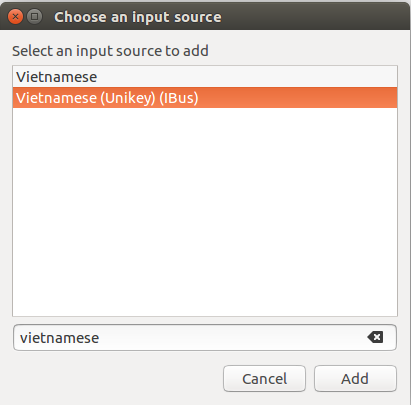 Choose an input source
Select an input source to add
Vietnamese
Vietnamese (Unikey) (IBus)
vietnamese
Cancel Add